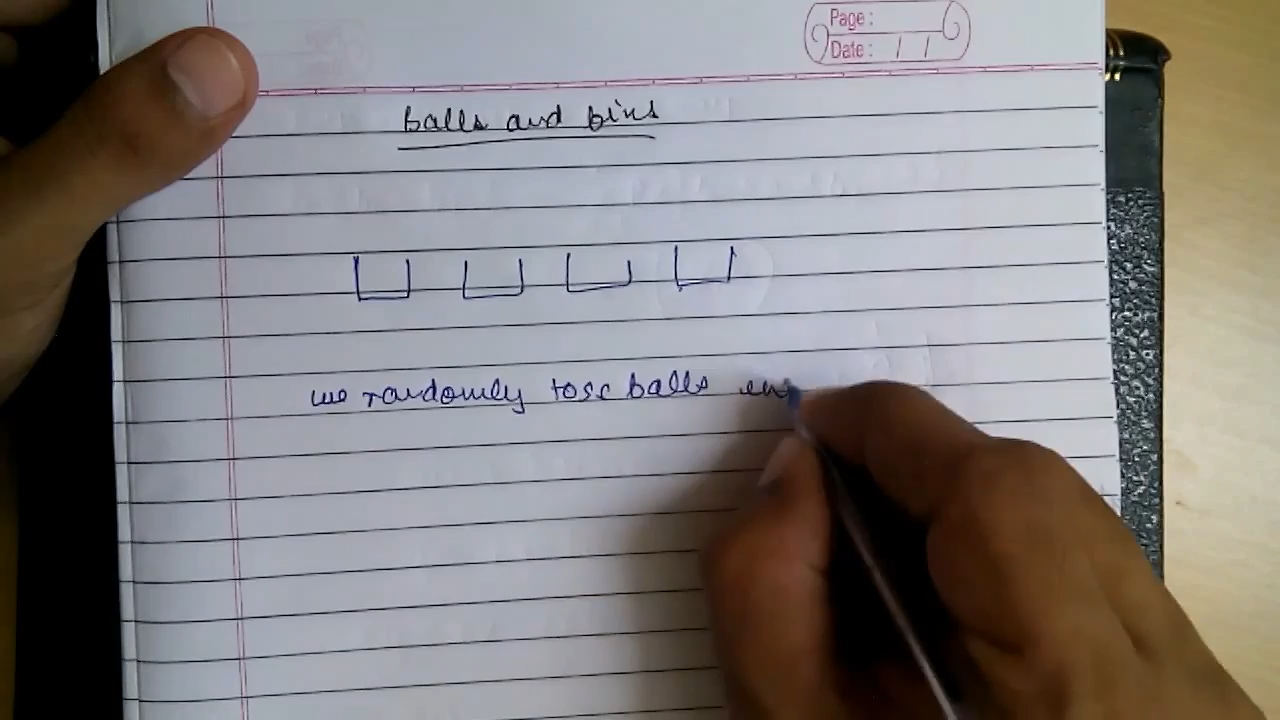 Page :
Date : / /
balls and bins
we randomly toss balls